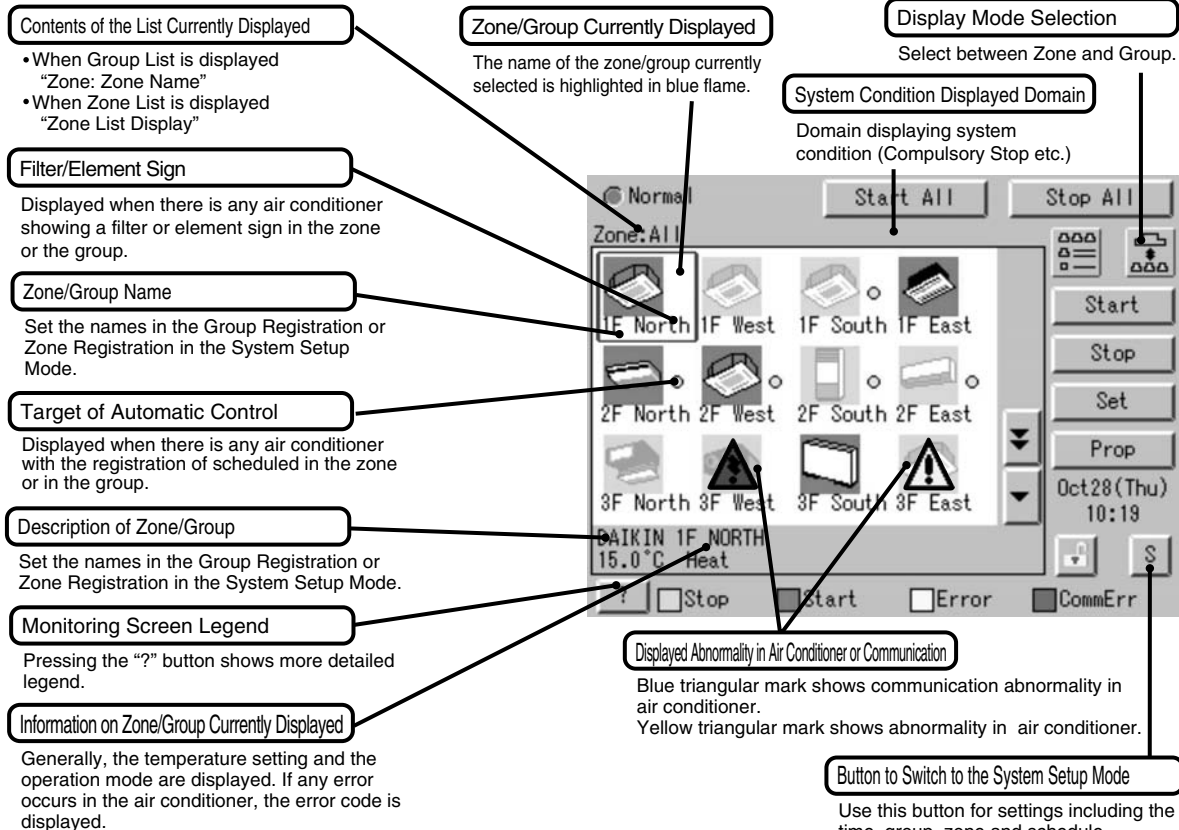 Contents of the List Currently Displayed
•When Group List is displayed
“Zone: Zone Name”
•When Zone List is displayed
“Zone List Display”
Filter/Element Sign
Displayed when there is any air conditioner
showing a filter or element sign in the zone
or the group.
Zone/Group Name
Set the names in the Group Registration or
Zone Registration in the System Setup
Mode.
Target of Automatic Control
Displayed when there is any air conditioner
with the registration of scheduled in the zone
or in the group.
Description of Zone/Group
Set the names in the Group Registration or
Zone Registration in the System Setup Mode.
Monitoring Screen Legend
Pressing the “?” button shows more detailed
legend.
Information on Zone/Group Currently Displayed
Generally, the temperature setting and the
operation mode are displayed. If any error
occurs in the air conditioner, the error code is
displayed.
Zone/Group Currently Displayed
The name of the zone/group currently
selected is highlighted in blue flame.
Display Mode Selection
Select between Zone and Group.
System Condition Displayed Domain
Domain displaying system
condition (Compulsory Stop etc.)
Normal
Start All
Stop All
Zone:All
1F North 1F West 1F South 1F East
2F North 2F West 2F South 2F East
3F North 3F West 3F South 3F East
Start
Stop
Set
Prop
Oct28(Thu)
10:19
DAIKIN 1F NORTH
15.0°C Heat
S
? Stop Start Error CommErr
Displayed Abnormality in Air Conditioner or Communication
Blue triangular mark shows communication abnormality in
air conditioner.
Yellow triangular mark shows abnormality in air conditioner.
Button to Switch to the System Setup Mode
Use this button for settings including the
time, group, zone and schedule